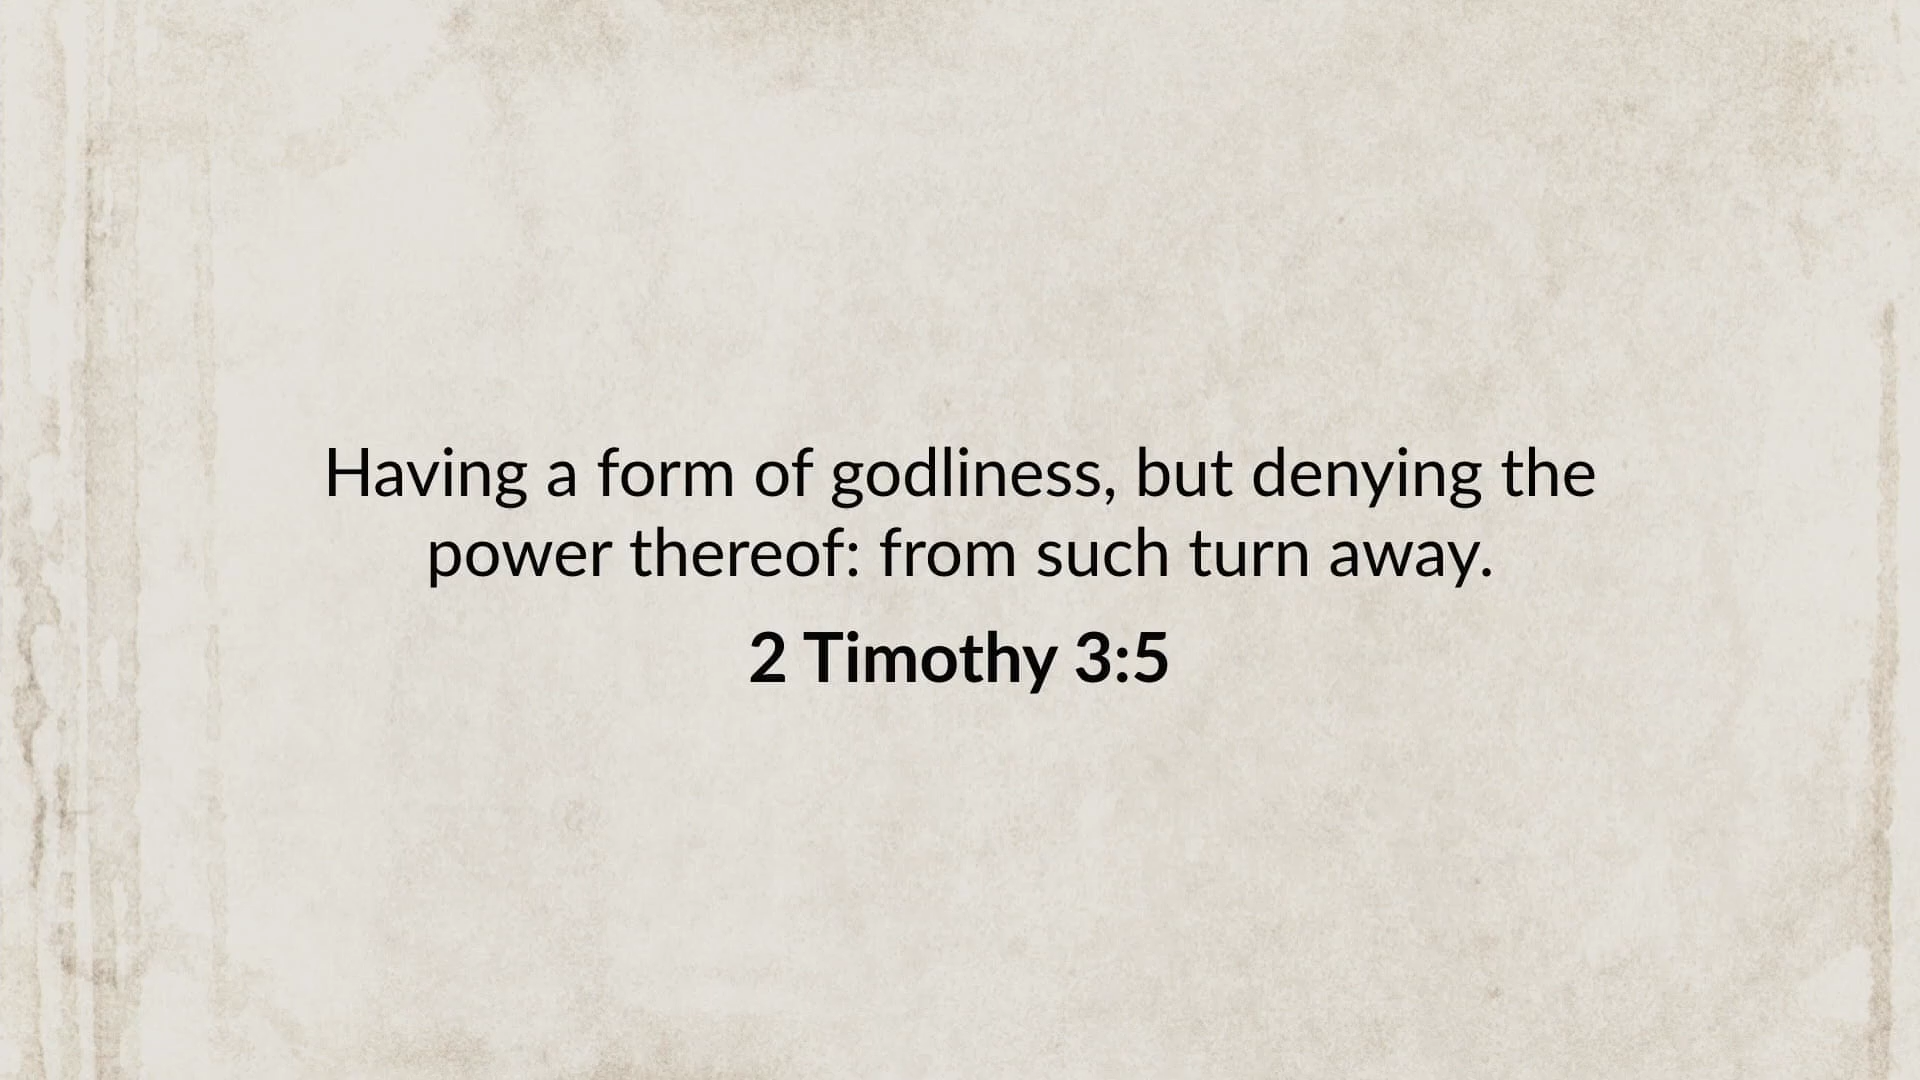 Having a form of godliness, but denying the
power thereof: from such turn away.
2 Timothy 3:5